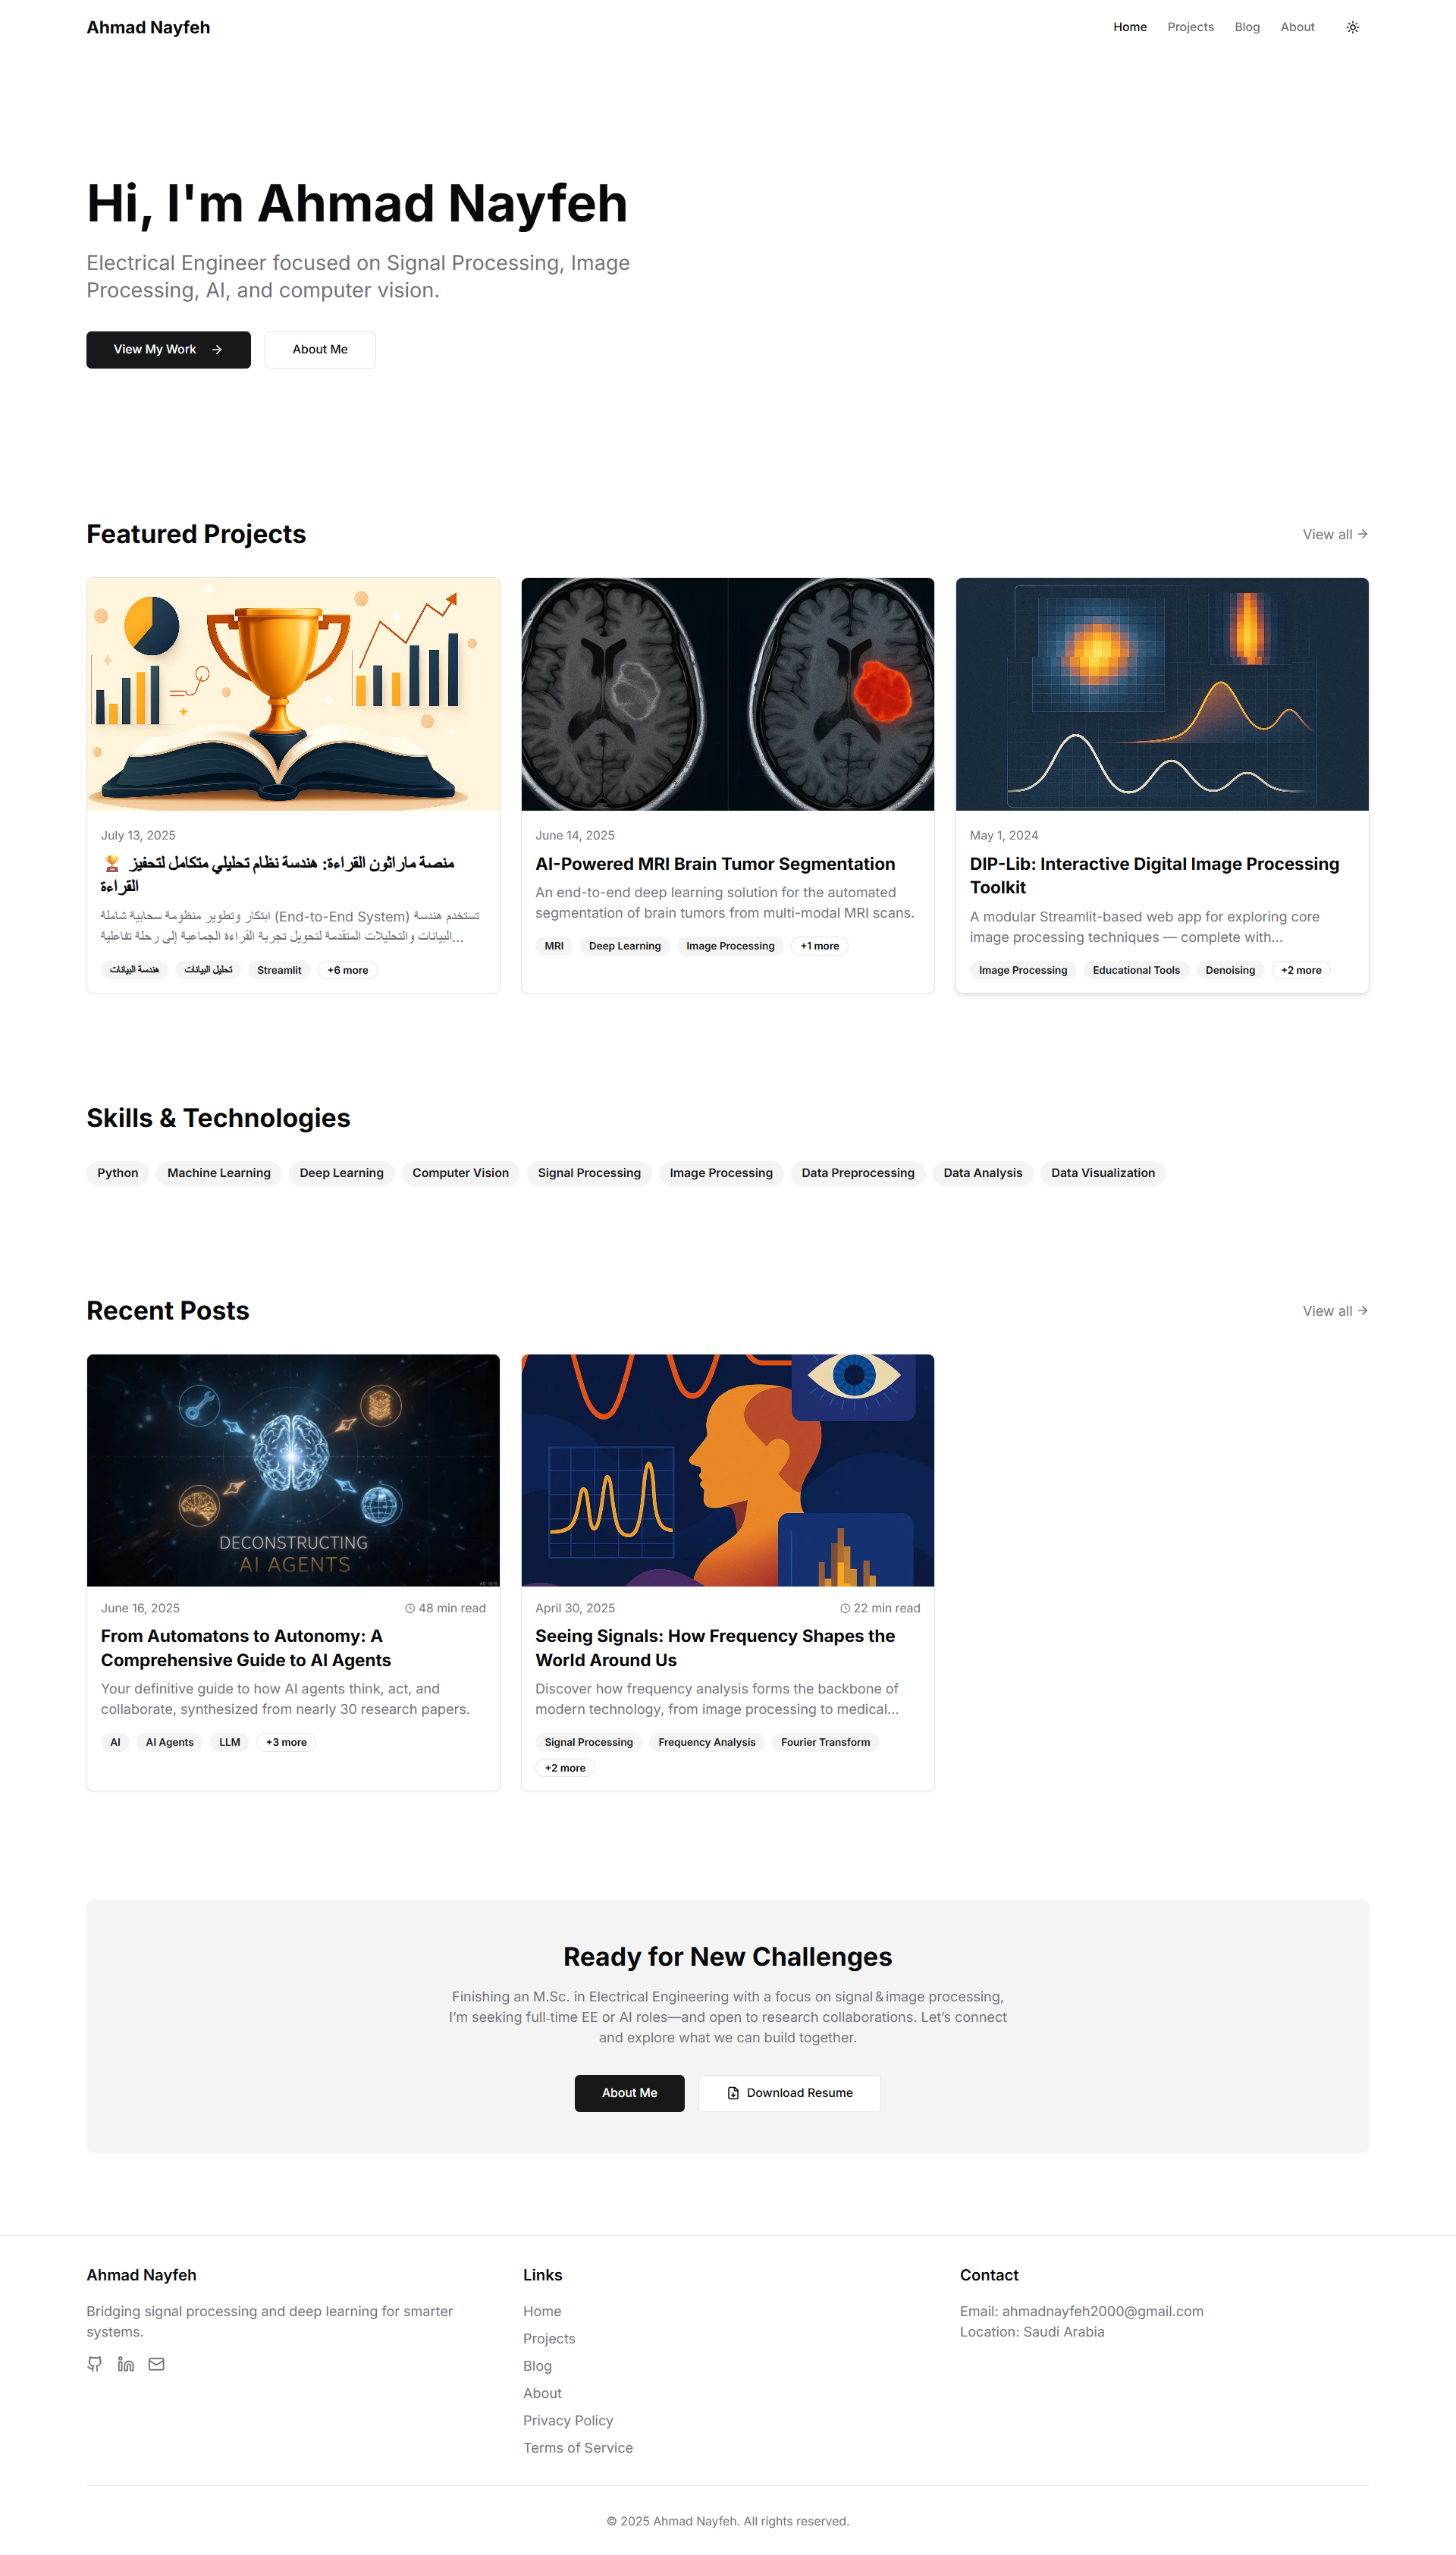 Ahmad Nayfeh
Home Projects Blog About
Hi, I'm Ahmad Nayfeh
Electrical Engineer focused on Signal Processing, Image
Processing, AI, and computer vision.
View My Work → About Me
Featured Projects
View all →
July 13, 2025
🏆 منصة ماراثون القراءة: هندسة نظام تحليلي متكامل لتحفيز
القراءة
ابتكار وتطوير منظومة سحابية شاملة (End-to-End System) تستخدم هندسة
البيانات والتحليلات المتقدمة لتحويل تجربة القراءة الجماعية إلى رحلة تفاعلية...
هندسة البيانات تحليل البيانات Streamlit +6 more
June 14, 2025
AI-Powered MRI Brain Tumor Segmentation
An end-to-end deep learning solution for the automated
segmentation of brain tumors from multi-modal MRI scans.
MRI Deep Learning Image Processing +1 more
May 1, 2024
DIP-Lib: Interactive Digital Image Processing
Toolkit
A modular Streamlit-based web app for exploring core
image processing techniques — complete with...
Image Processing Educational Tools Denoising +2 more
Skills & Technologies
Python Machine Learning Deep Learning Computer Vision Signal Processing Image Processing Data Preprocessing Data Analysis Data Visualization
Recent Posts
View all →
DECONSTRUCTING
AI AGENTS
June 16, 2025 48 min read
From Automatons to Autonomy: A
Comprehensive Guide to AI Agents
Your definitive guide to how AI agents think, act, and
collaborate, synthesized from nearly 30 research papers.
AI AI Agents LLM +3 more
April 30, 2025 22 min read
Seeing Signals: How Frequency Shapes the
World Around Us
Discover how frequency analysis forms the backbone of
modern technology, from image processing to medical...
Signal Processing Frequency Analysis Fourier Transform
+2 more
Ready for New Challenges
Finishing an M.Sc. in Electrical Engineering with a focus on signal & image processing,
I’m seeking full-time EE or AI roles—and open to research collaborations. Let’s connect
and explore what we can build together.
About Me Download Resume
Ahmad Nayfeh
Bridging signal processing and deep learning for smarter
systems.
Links
Home
Projects
Blog
About
Privacy Policy
Terms of Service
Contact
Email: ahmadnayfeh2000@gmail.com
Location: Saudi Arabia
© 2025 Ahmad Nayfeh. All rights reserved.